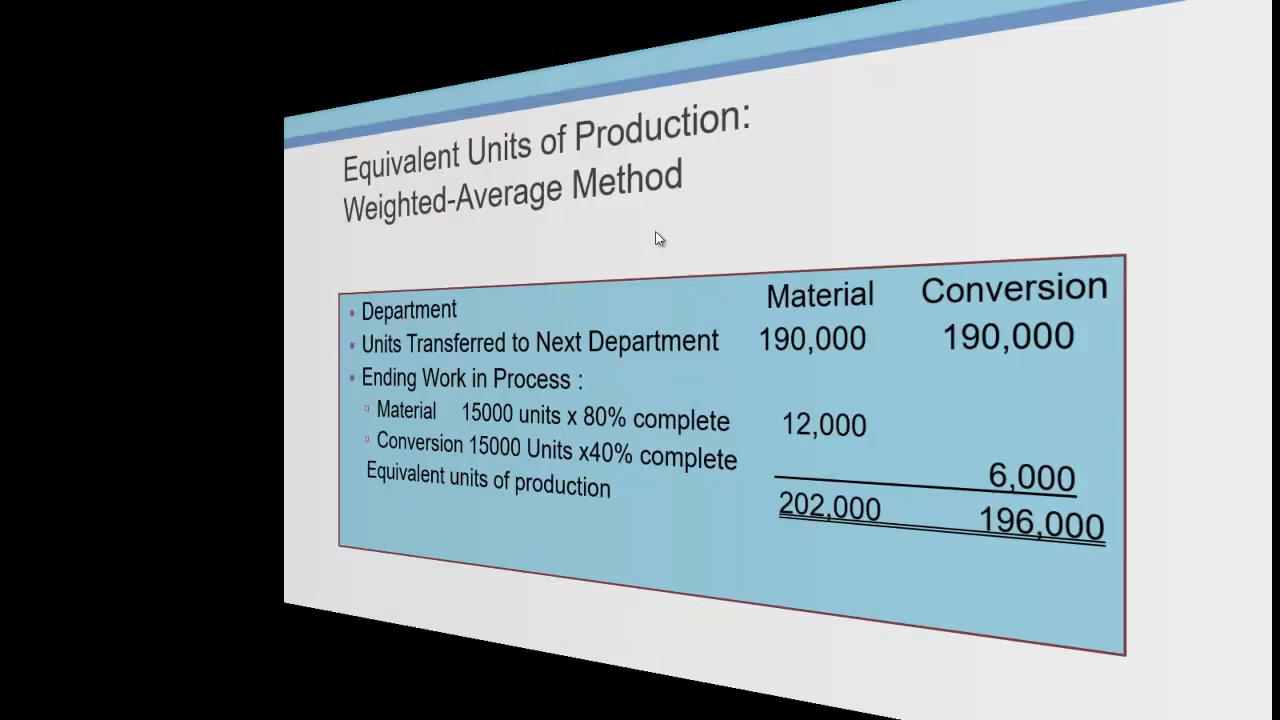 Equivalent Units of Production:
Weighted-Average Method
Department Material Conversion
Units Transferred to Next Department 190,000 190,000
Ending Work in Process :
Material 15000 units x 80% complete 12,000
Conversion 15000 Units x40% complete 6,000
Equivalent units of production 202,000 196,000